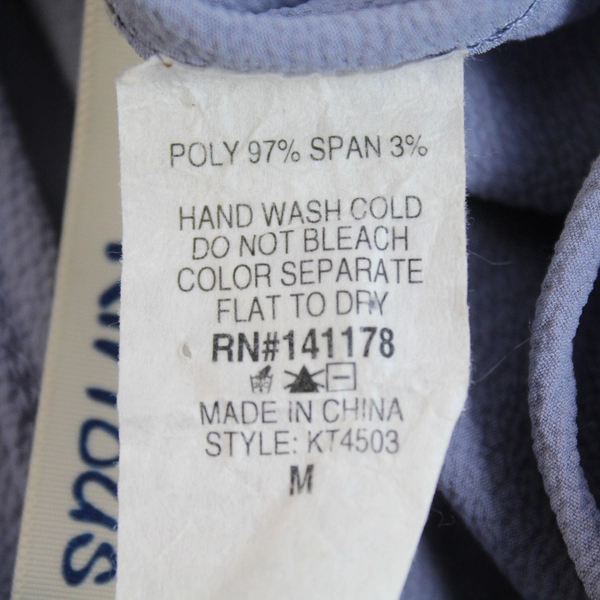 POLY 97% SPAN 3%
HAND WASH COLD
DO NOT BLEACH
COLOR SEPARATE
FLAT TO DRY
RN#141178
MADE IN CHINA
STYLE: KT4503
M